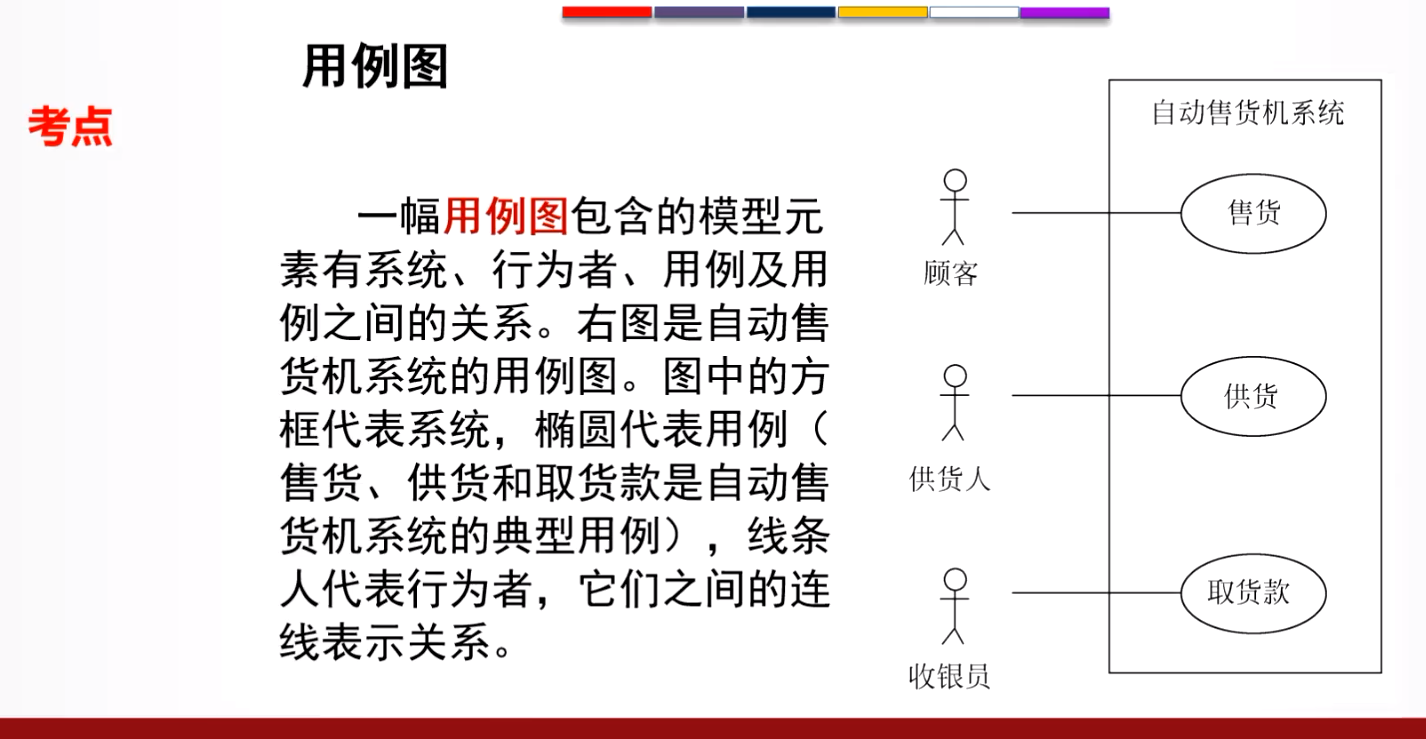 用例图
考点
一幅用例图包含的模型元
素有系统、行为者、用例及用
例之间的关系。右图是自动售
货机系统的用例图。图中的方
框代表系统，椭圆代表用例（
售货、供货和取货款是自动售
货机系统的典型用例），线条
人代表行为者，它们之间的连
线表示关系。
自动售货机系统
售货
顾客
供货
供货人
取货款
收银员